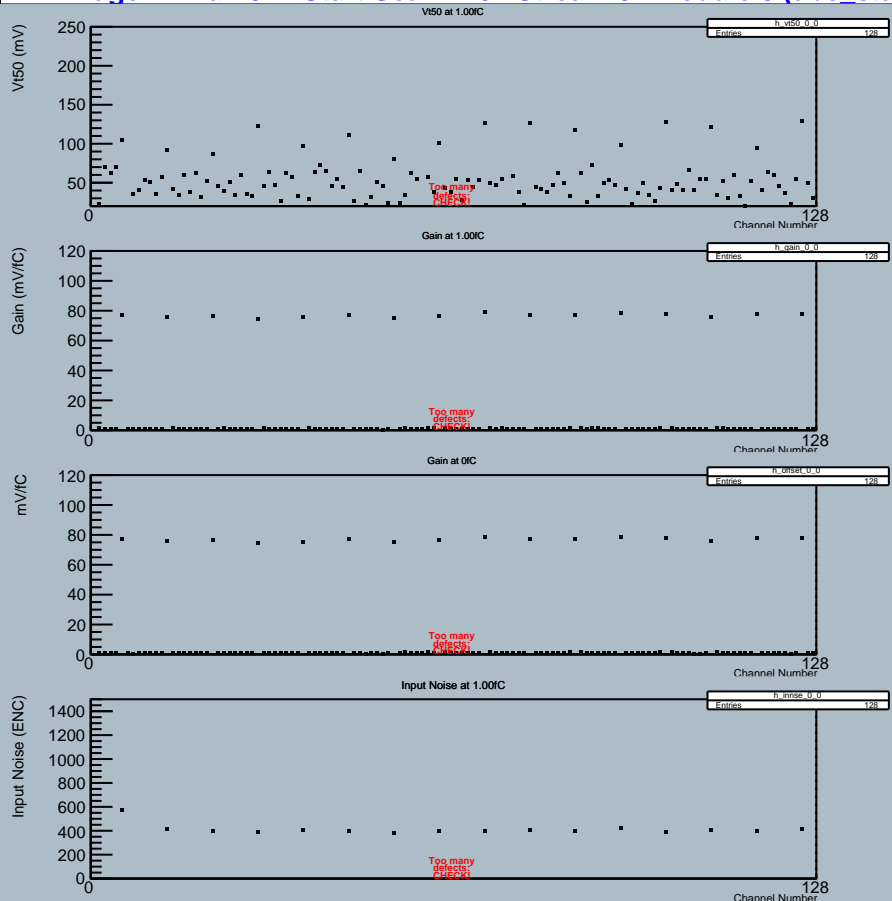 Vt50 at 1.00fC
h_vt50_0_0
Entries 128
Vt50 (mV)
250
200
150
100
50
Too many
defects:
CHECK!
0
128
Channel Number
Gain at 1.00fC
h_gain_0_0
Entries 128
Gain (mV/fC)
120
100
80
60
40
20
0
Too many
defects:
CHECK!
0
128
Channel Number
Gain at 0fC
h_offset_0_0
Entries 128
mV/fC
120
100
80
60
40
20
0
Too many
defects:
CHECK!
0
128
Channel Number
Input Noise at 1.00fC
h_innse_0_0
Entries 128
Input Noise (ENC)
1400
1200
1000
800
600
400
200
0
Too many
defects:
CHECK!
0
128
Channel Number